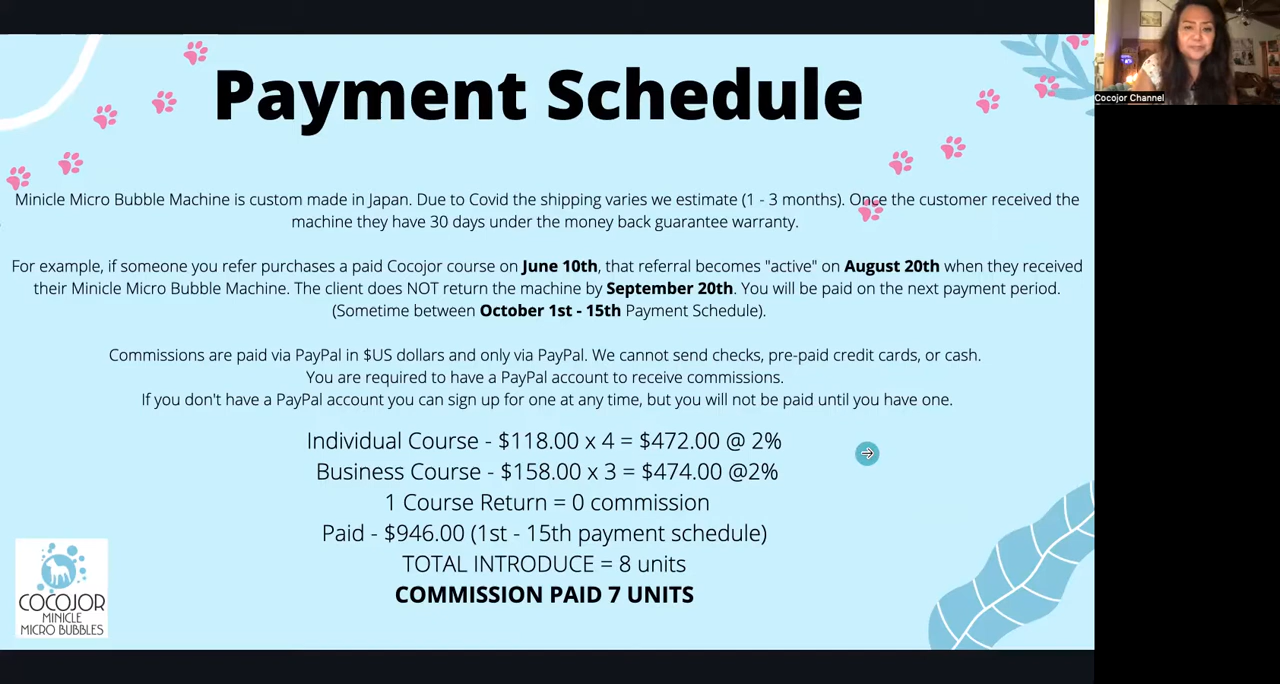 Payment Schedule
Cocojor Channel
Minicle Micro Bubble Machine is custom made in Japan. Due to Covid the shipping varies we estimate (1 - 3 months). Once the customer received the
machine they have 30 days under the money back guarantee warranty.
For example, if someone you refer purchases a paid Cocojor course on June 10th, that referral becomes "active" on August 20th when they received
their Minicle Micro Bubble Machine. The client does NOT return the machine by September 20th. You will be paid on the next payment period.
(Sometime between October 1st - 15th Payment Schedule).
Commissions are paid via PayPal in $US dollars and only via PayPal. We cannot send checks, pre-paid credit cards, or cash.
You are required to have a PayPal account to receive commissions.
If you don't have a PayPal account you can sign up for one at any time, but you will not be paid until you have one.
Individual Course - $118.00 x 4 = $472.00 @ 2%
Business Course - $158.00 x 3 = $474.00 @2%
1 Course Return = 0 commission
Paid - $946.00 (1st - 15th payment schedule)
TOTAL INTRODUCE = 8 units
COMMISSION PAID 7 UNITS
COCOJOR
MINICLE
MICRO BUBBLES